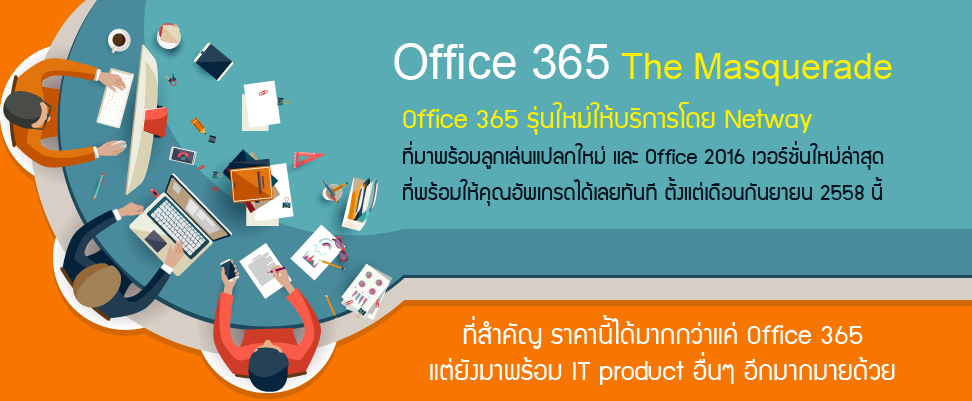 Office 365 The Masquerade
Office 365 รุ่นใหม่ให้บริการโดย Netway
ที่มาพร้อมลูกเล่นแปลกใหม่ และ Office 2016 เวอร์ชั่นใหม่ล่าสุด
ที่พร้อมให้คุณอัพเกรดได้เลยทันที ตั้งแต่เดือนกันยายน 2558 นี้
ที่สำคัญ ราคานี้ได้มากกว่าแค่ Office 365
แต่ยังมาพร้อม IT product อื่นๆ อีกมากมายด้วย